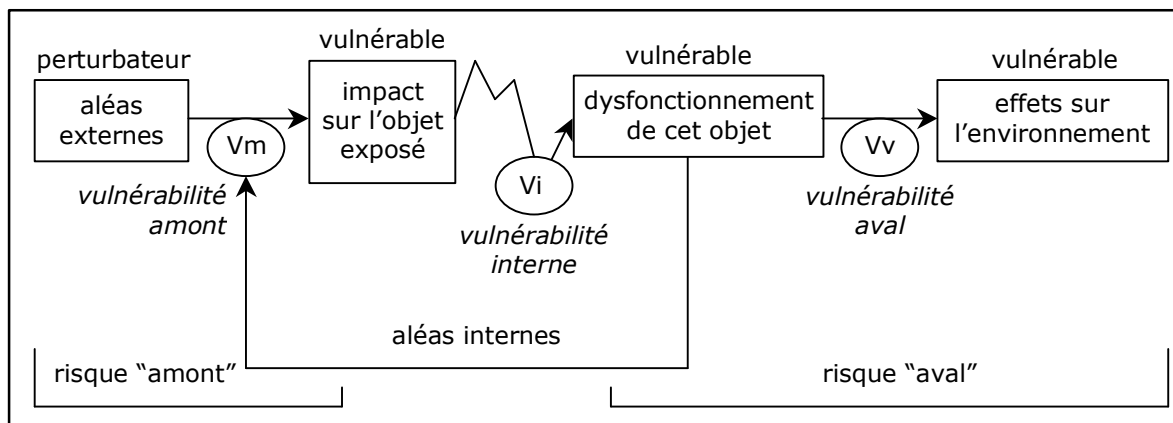 perturbateur
aléas
externes
Vm
vulnérabilité
amont
vulnérable
impact
sur l’objet
exposé
Vi
vulnérabilité
interne
vulnérable
dysfonctionnement
de cet objet
Vv
vulnérabilité
aval
vulnérable
effets sur
l’environnement
aléas internes
risque “amont”
risque “aval”